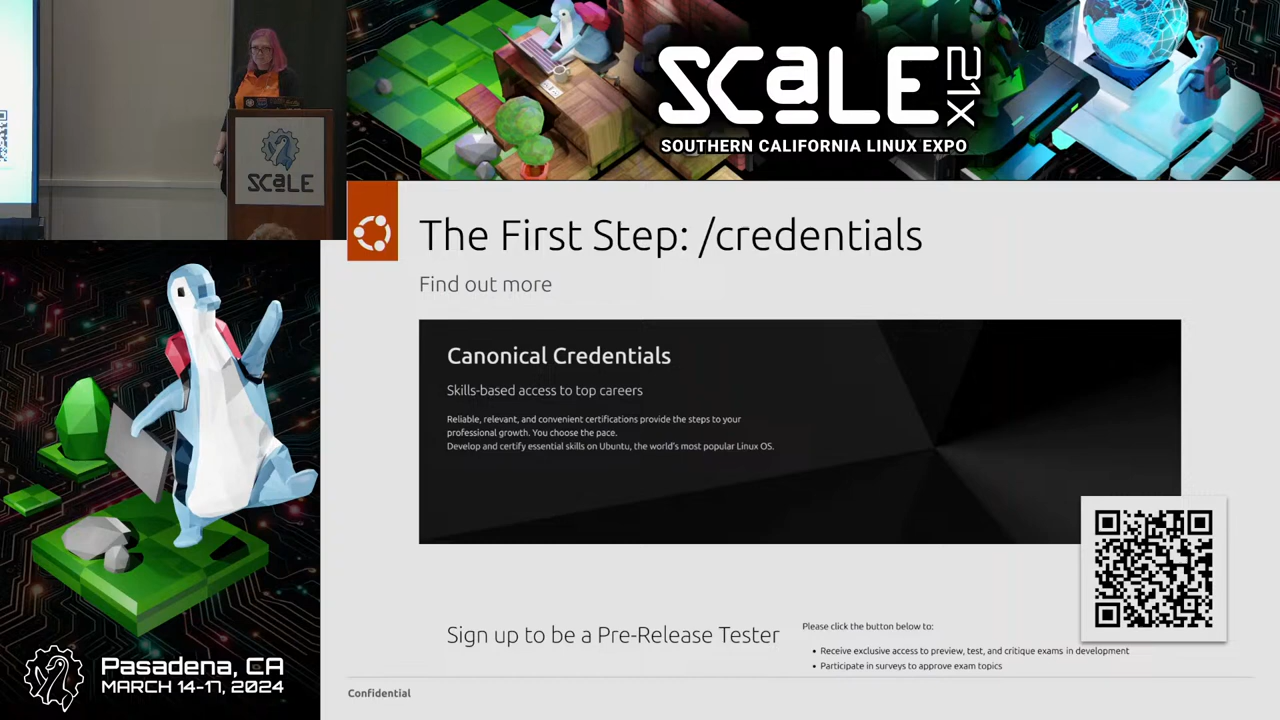 SCALE 21X
SOUTHERN CALIFORNIA LINUX EXPO
SCALE
The First Step: /credentials
Find out more
Canonical Credentials
Skills-based access to top careers
Reliable, relevant, and convenient certifications provide the steps to your
professional growth. You choose the pace.
Develop and certify essential skills on Ubuntu, the world's most popular Linux OS.
Sign up to be a Pre-Release Tester
Please click the button below to:
• Receive exclusive access to preview, test, and critique exams in development
• Participate in surveys to approve exam topics
Confidential
Pasadena, CA
MARCH 14-17, 2024